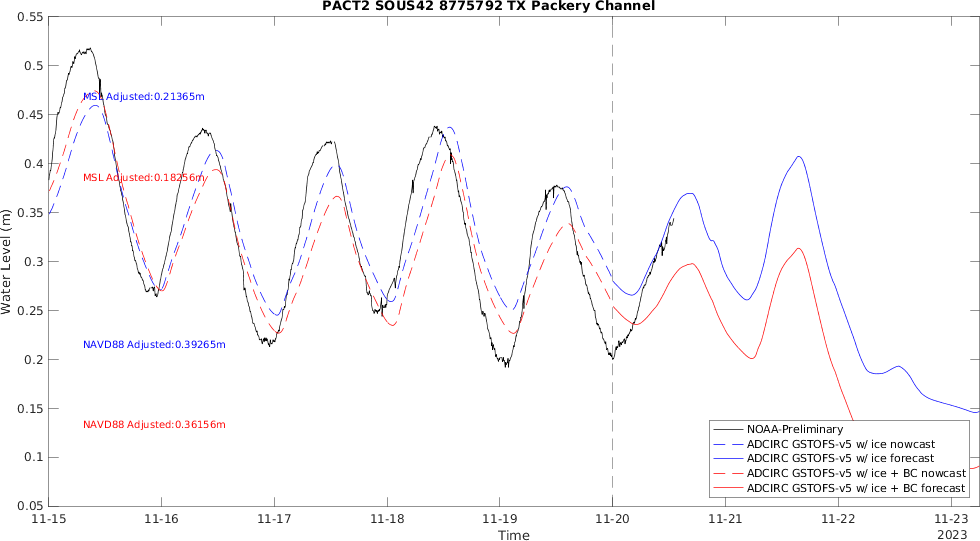 PACT2 SOUS42 8775792 TX Packery Channel
0.55
0.5
0.45
0.4
0.35
0.3
0.25
0.2
0.1
0.05
Water Level (m)
MSL Adjusted:0.21365m
MSL Adjusted:0.18256m
NAVD88 Adjusted:0.39265m
NAVD88 Adjusted:0.36156m
NOAA-Preliminary
ADCIRC GSTOFS-v5 w/ ice nowcast
ADCIRC GSTOFS-v5 w/ ice forecast
ADCIRC GSTOFS-v5 w/ ice + BC nowcast
ADCIRC GSTOFS-v5 w/ ice + BC forecast
11-15 11-16 11-17 11-18 11-19 11-20 11-21 11-22 11-23
2023
Time
0.15